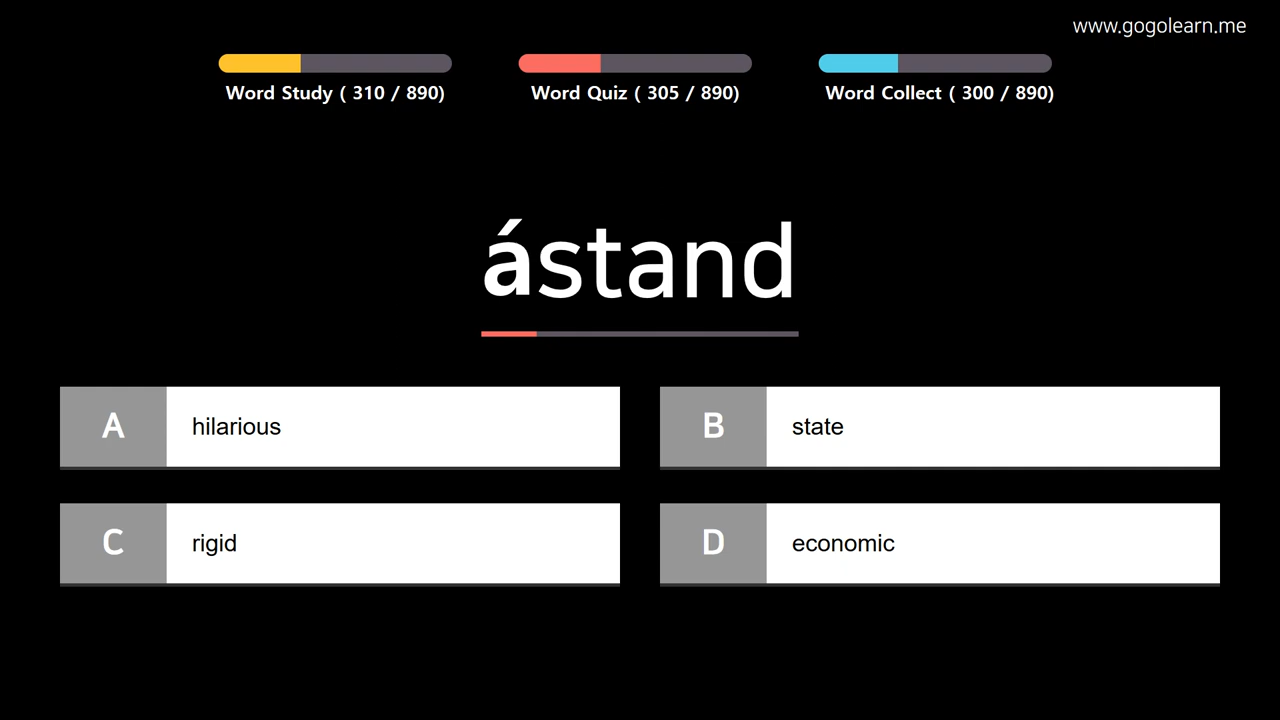 www.gogolearn.me
Word Study ( 310 / 890)
Word Quiz ( 305 / 890)
Word Collect ( 300 / 890)
ástand
A hilarious
B state
C rigid
D economic